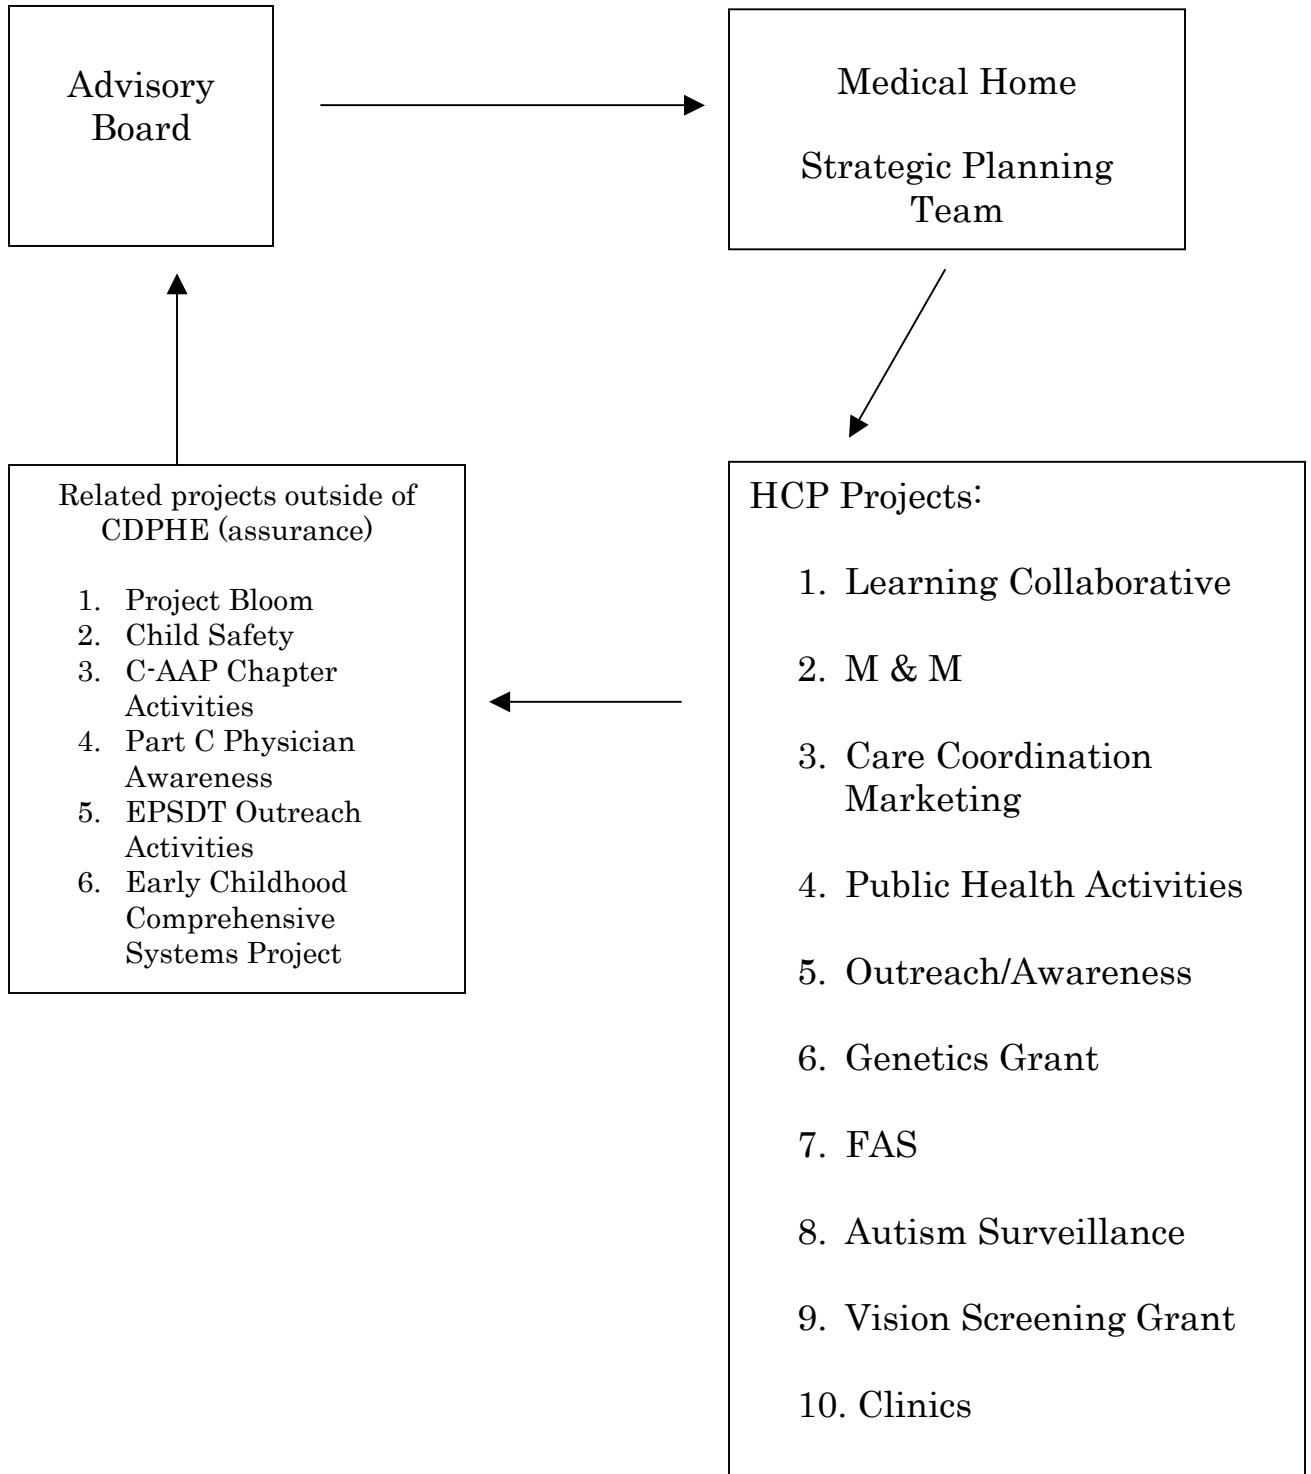 Advisory
Board
Medical Home
Strategic Planning
Team
Related projects outside of
CDPHE (assurance)
1. Project Bloom
2. Child Safety
3. C-AAP Chapter
Activities
4. Part C Physician
Awareness
5. EPSDT Outreach
Activities
6. Early Childhood
Comprehensive
Systems Project
HCP Projects:
1. Learning Collaborative
2. M & M
3. Care Coordination
Marketing
4. Public Health Activities
5. Outreach/Awareness
6. Genetics Grant
7. FAS
8. Autism Surveillance
9. Vision Screening Grant
10. Clinics